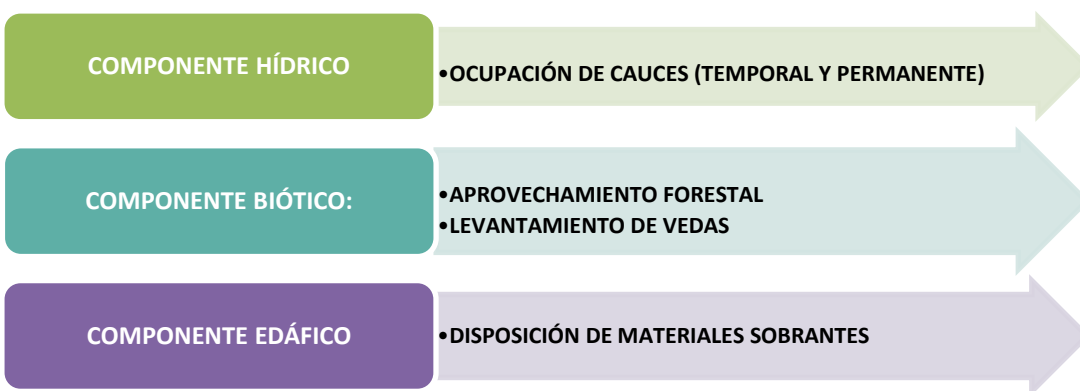 COMPONENTE HÍDRICO
•OCUPACIÓN DE CAUCES (TEMPORAL Y PERMANENTE)
COMPONENTE BIÓTICO:
•APROVECHAMIENTO FORESTAL
•LEVANTAMIENTO DE VEDAS
COMPONENTE EDÁFICO
•DISPOSICIÓN DE MATERIALES SOBRANTES